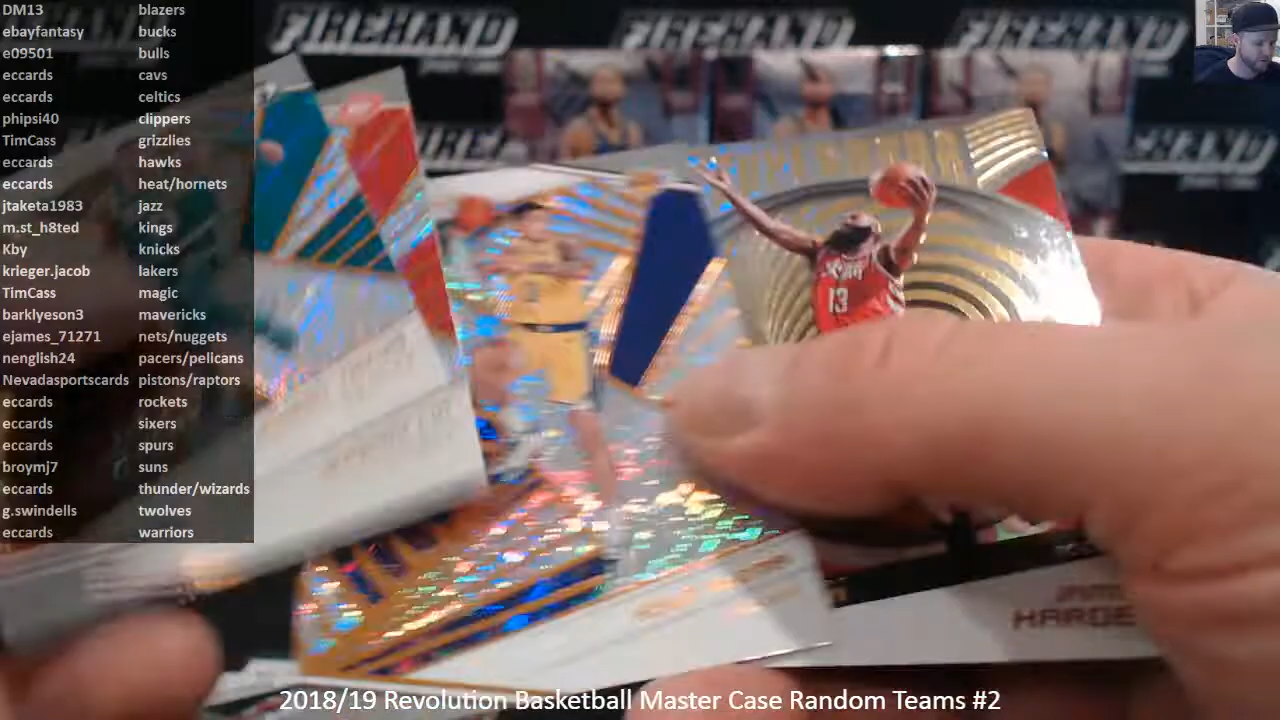 DM13 blazers
ebayfantasy bucks
e09501 bulls
eccards cavs
eccards celtics
phipsi40 clippers
TimCass grizzlies
eccards hawks
eccards heat/hornets
jtaketa1983 jazz
m.st_h8ted kings
Kby knicks
krieger.jacob lakers
TimCass magic
barklyeson3 mavericks
ejames_71271 nets/nuggets
nenglish24 pacers/pelicans
Nevadasportscards pistons/raptors
eccards rockets
eccards sixers
eccards spurs
broymj7 suns
eccards thunder/wizards
g.swindells twolves
eccards warriors
FIREHAND FIREHAND FIREHAND
13
HARDE
2018/19 Revolution Basketball Master Case Random Teams #2